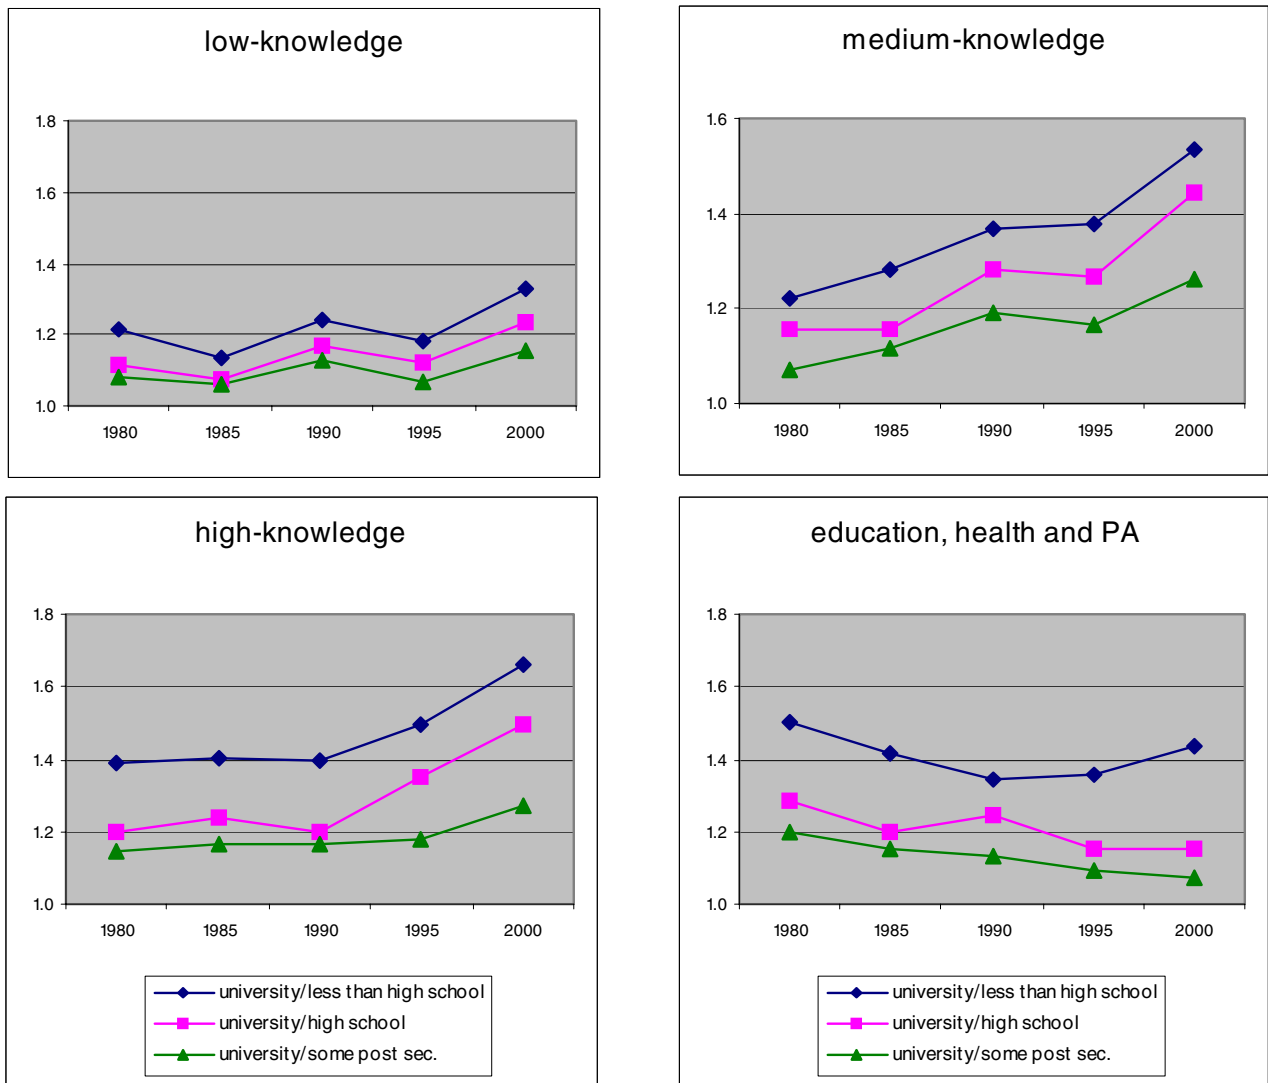 low-knowledge
1.8
1.6
1.4
1.2
1.0
1980 1985 1990 1995 2000
medium-knowledge
1.6
1.4
1.2
1.0
1980 1985 1990 1995 2000
high-knowledge
1.8
1.6
1.4
1.2
1.0
1980 1985 1990 1995 2000
university/less than high school
university/high school
university/some post sec.
education, health and PA
1.8
1.6
1.4
1.2
1.0
1980 1985 1990 1995 2000
university/less than high school
university/high school
university/some post sec.